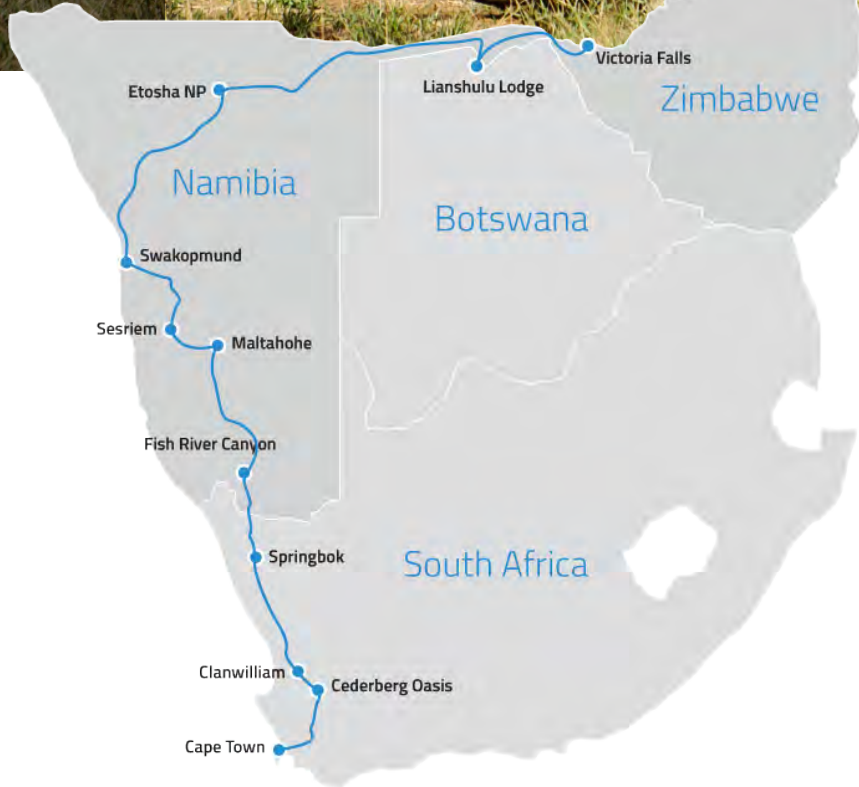 Victoria Falls
Lianshulu Lodge
Etosha NP
Zimbabwe
Namibia
Botswana
Swakopmund
Sesriem
Maltahohe
Fish River Canyon
Springbok
South Africa
Clanwilliam
Cederberg Oasis
Cape Town